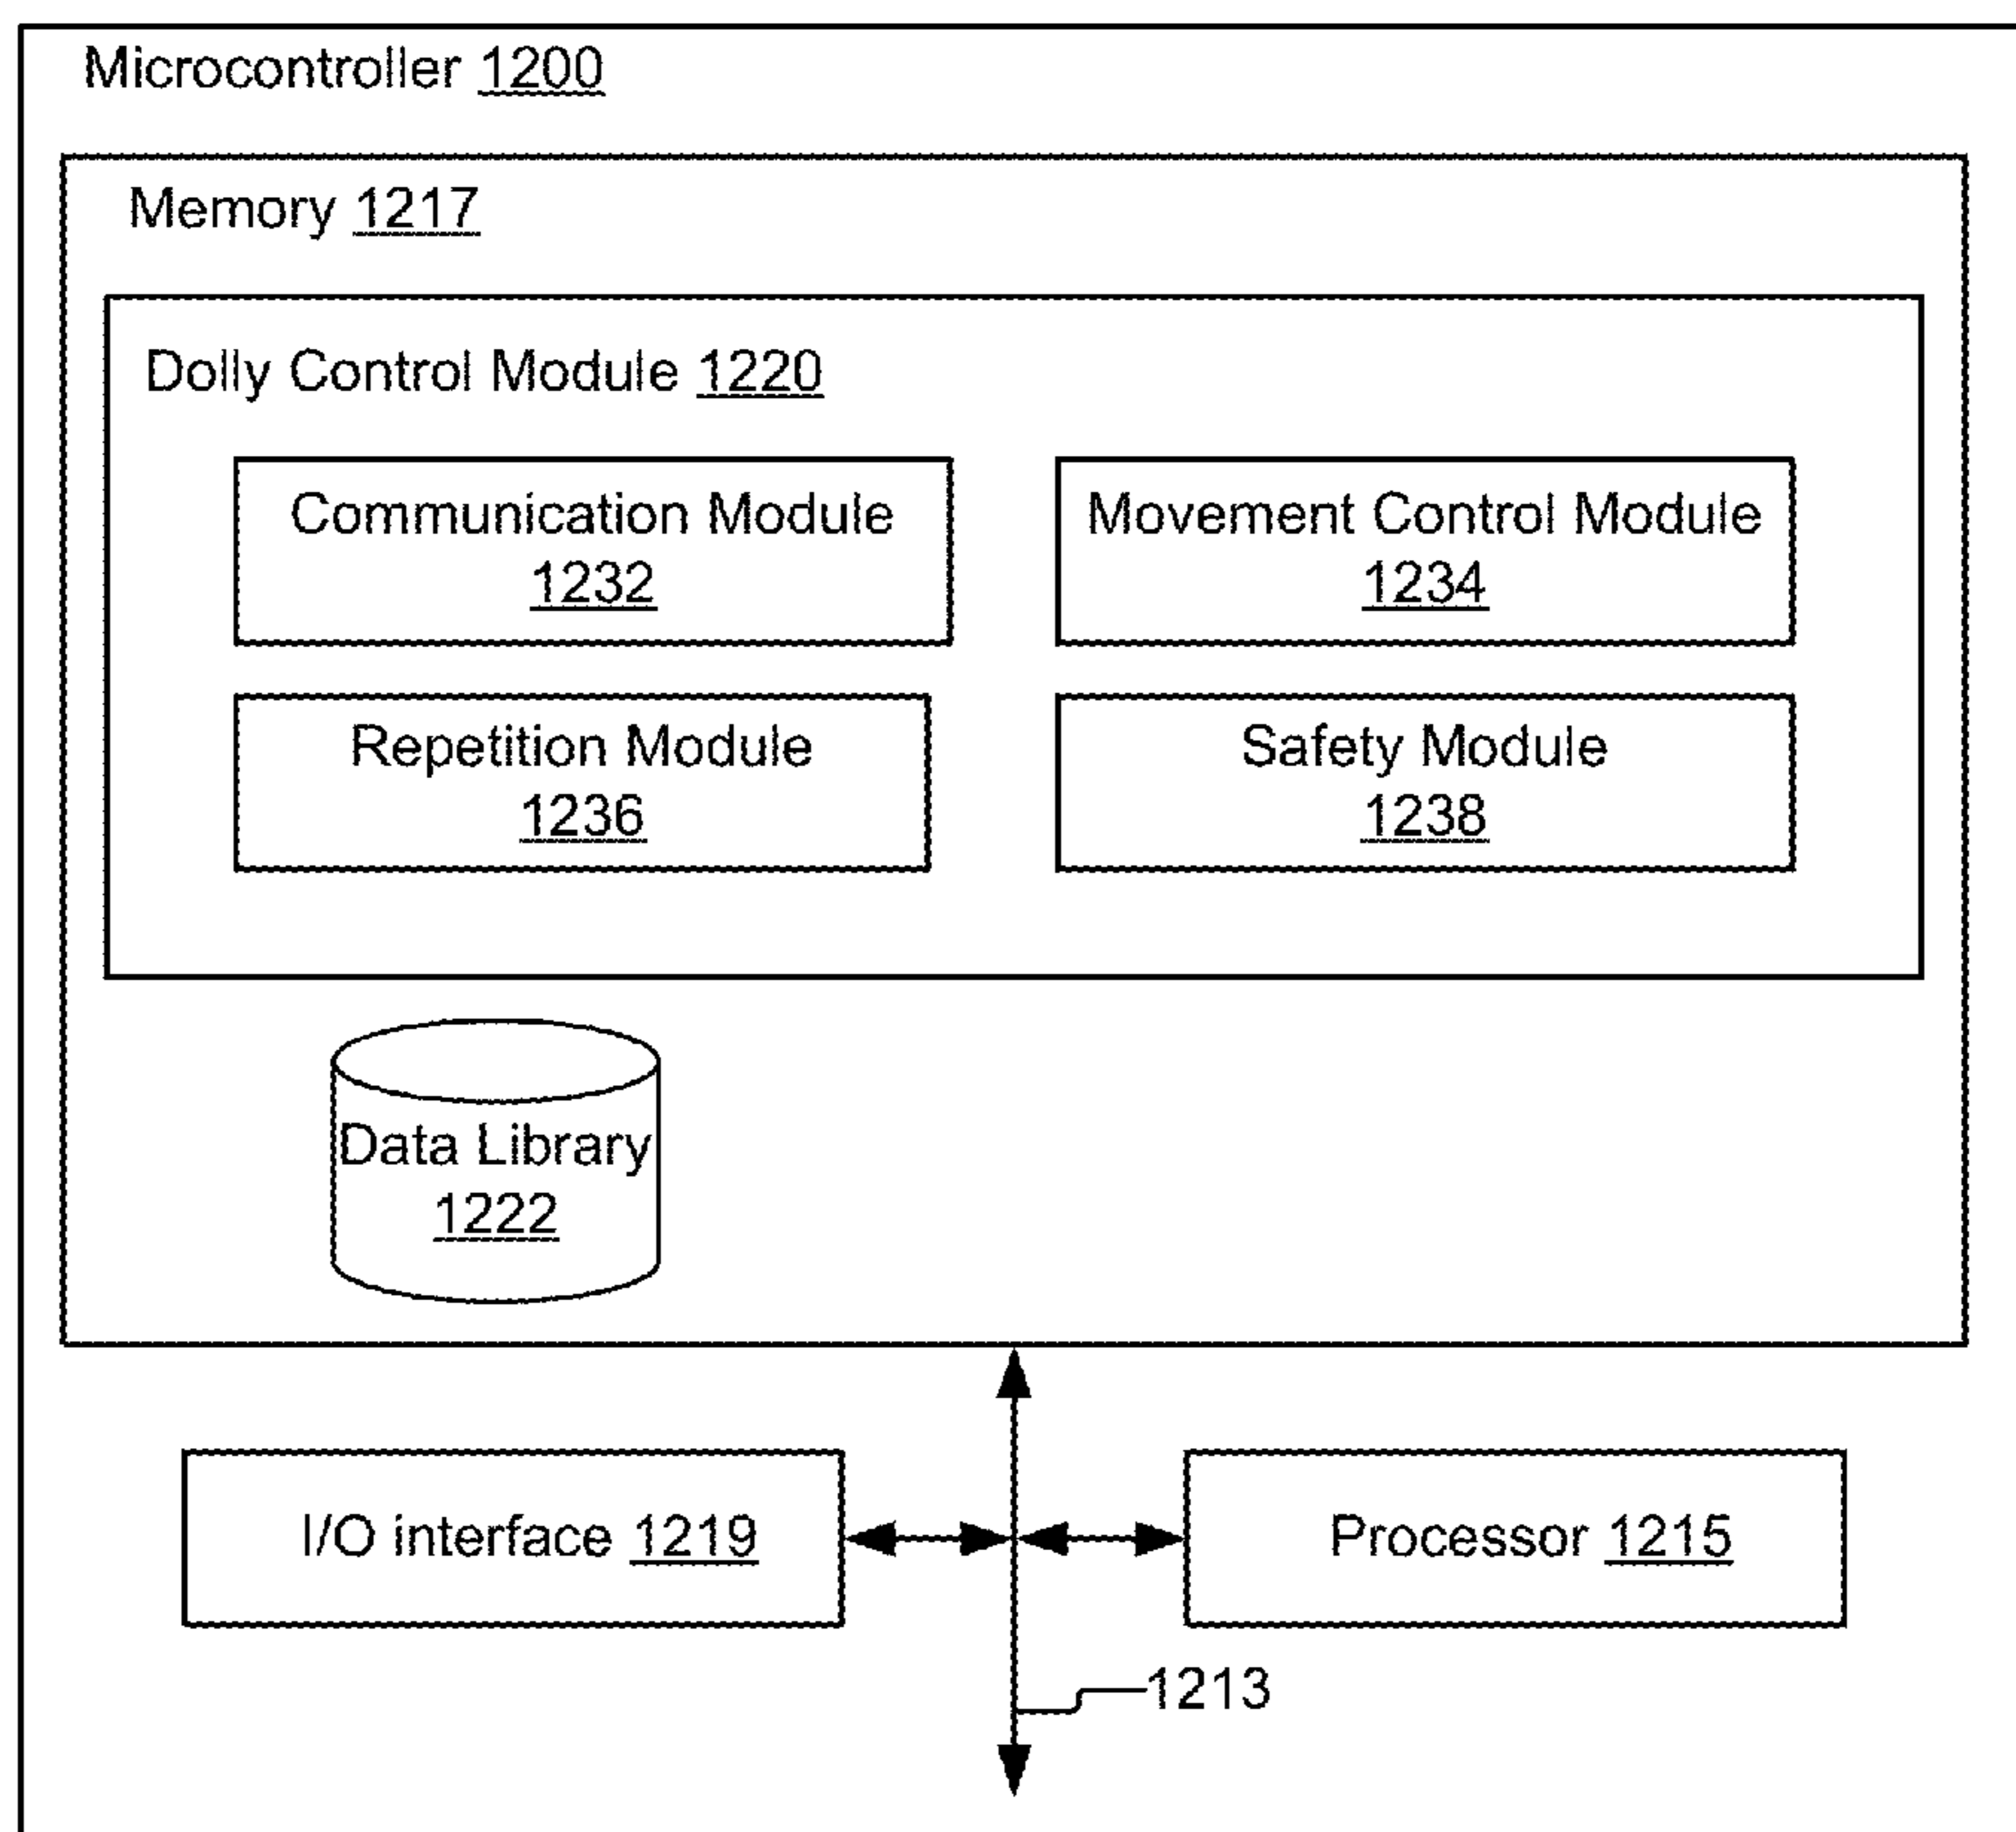 Microcontroller 1200
Memory 1217
Dolly Control Module 1220
Communication Module
1232
Movement Control Module
1234
Repetition Module
1236
Safety Module
1238
Data Library
1222
I/O interface 1219
Processor 1215
1213